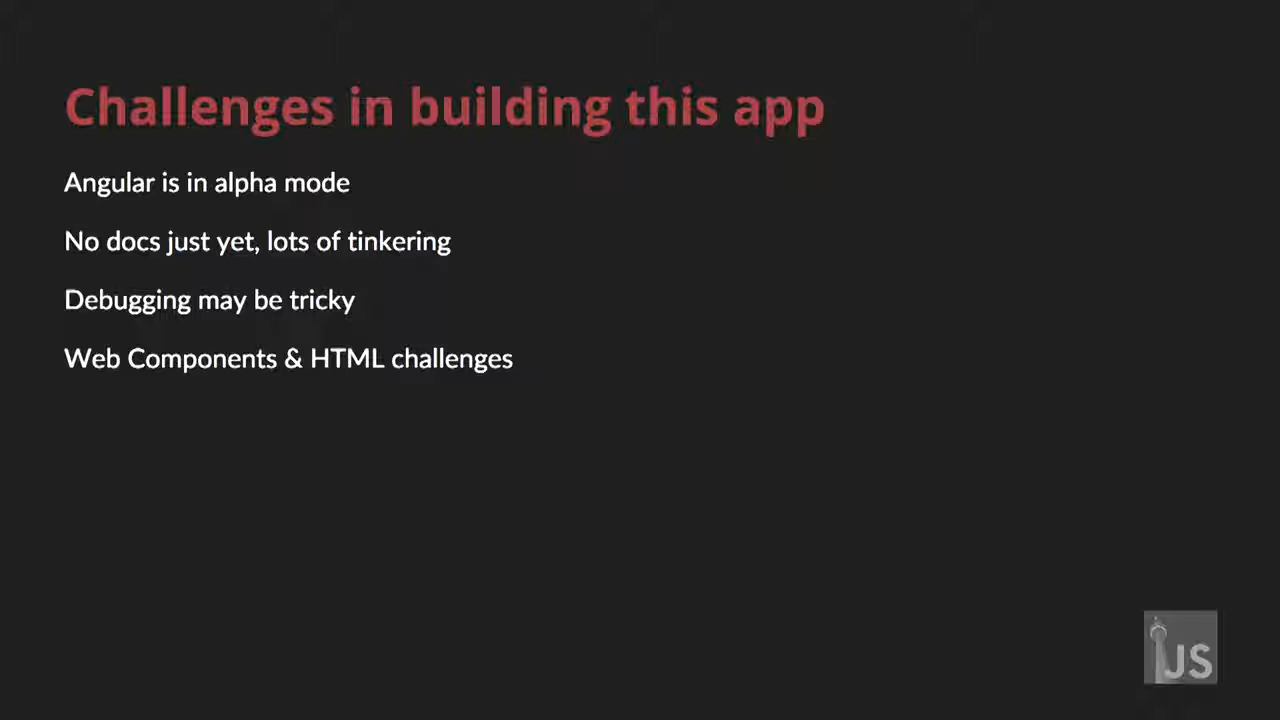 Challenges in building this app
Angular is in alpha mode
No docs just yet, lots of tinkering
Debugging may be tricky
Web Components & HTML challenges
JS